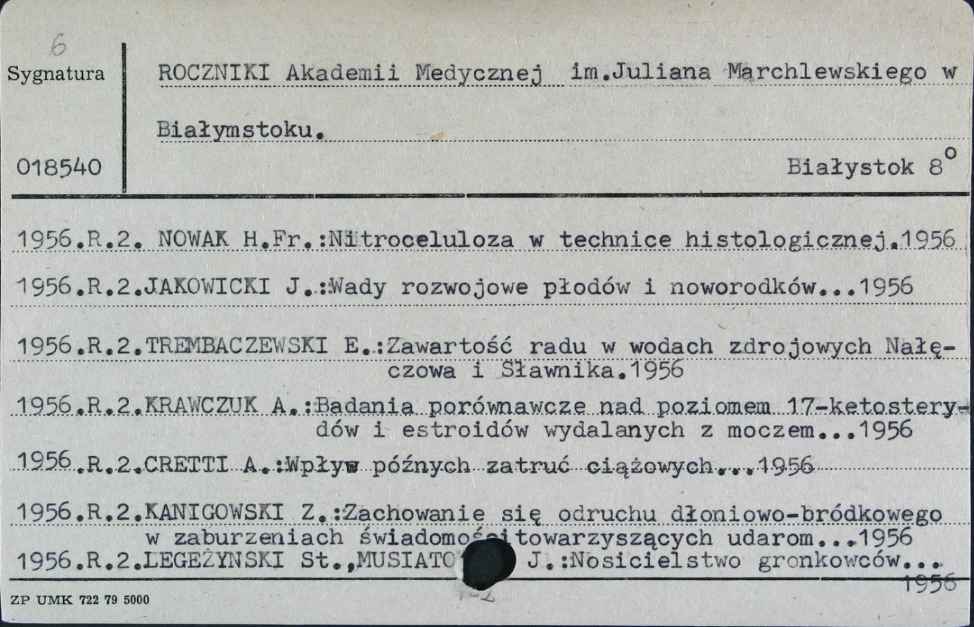 6
Sygnatura
ROCZNIKI Akademii Medycznej im.Juliana Marchlewskiego w
Białymstoku.
018540
Białystok 8°
1956.R.2. NOWAK H.Fr.:Nitroceluloza w technice histologicznej.1956
1956.R.2.JAKOWICKI J.:Wady rozwojowe płodów i noworodków...1956
1956.R.2.TREMBACZEWSKI E.:Zawartość radu w wodach zdrojowych Nałę-
czowa i Sławnika.1956
1956.R.2.KRAWCZUK A.:Badania porównawcze nad poziomem 17-ketostery-
dów i estroidów wydalanych z moczem...1956
1956.R.2.CRETTI A.:Wpływ późnych zatruć ciążowych...1956
1956.R.2.KANIGOWSKI Z.:Zachowanie się odruchu dłoniowo-bródkowego
w zaburzeniach świadomości towarzyszących udarom...1956
1956.R.2.LEGEŻYNSKI St., J.:Nosicielstwo gronkowców...
1956
ZP UMK 722 79 5000